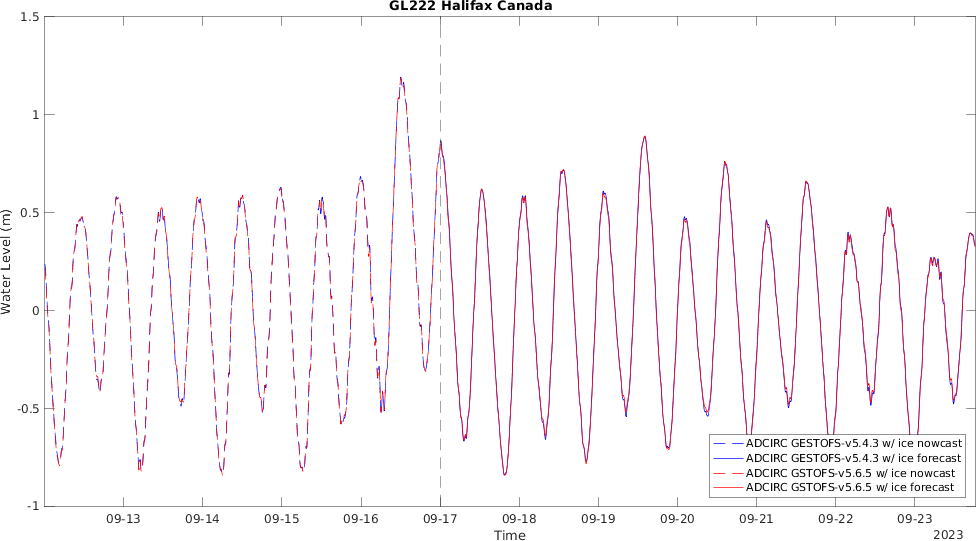 GL222 Halifax Canada
1.5
1
0.5
0
-0.5
-1
Water Level (m)
09-13 09-14 09-15 09-16 09-17 09-18 09-19 09-20 09-21 09-22 09-23
Time
2023
ADCIRC GESTOFS-v5.4.3 w/ ice nowcast
ADCIRC GESTOFS-v5.4.3 w/ ice forecast
ADCIRC GSTOFS-v5.6.5 w/ ice nowcast
ADCIRC GSTOFS-v5.6.5 w/ ice forecast